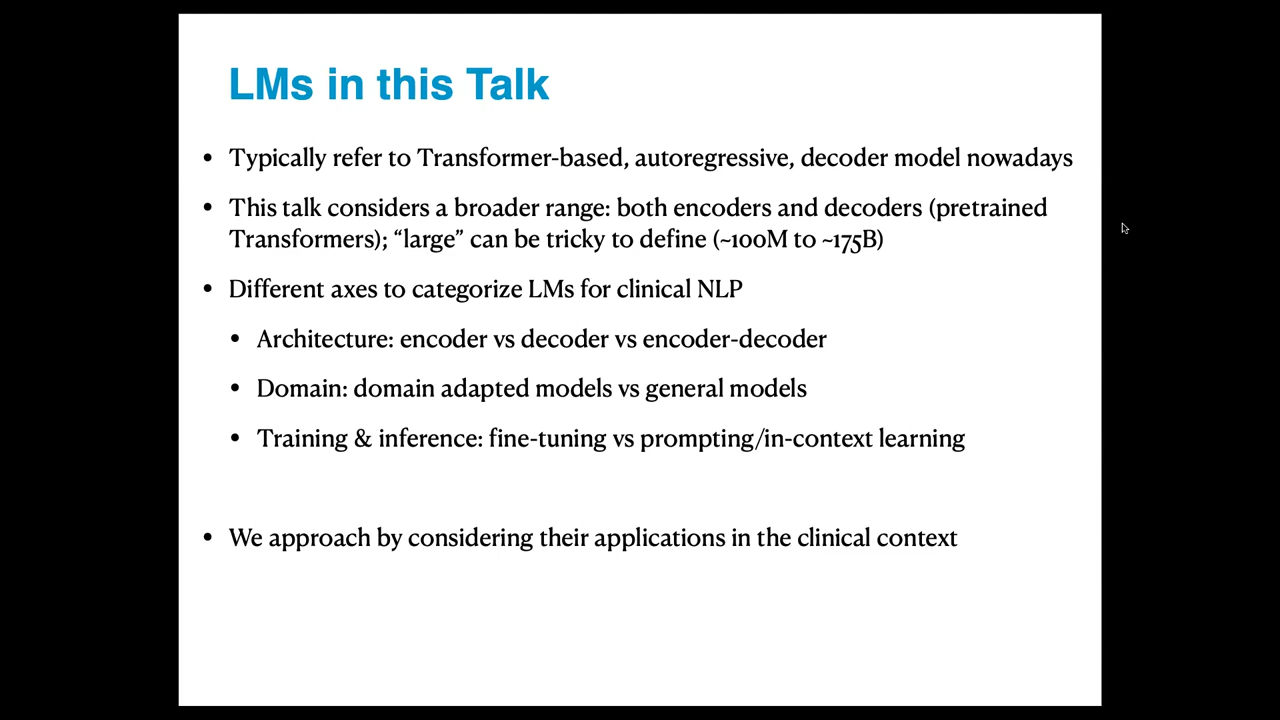 LMs in this Talk
• Typically refer to Transformer-based, autoregressive, decoder model nowadays
• This talk considers a broader range: both encoders and decoders (pretrained
Transformers); “large” can be tricky to define (~100M to ~175B)
• Different axes to categorize LMs for clinical NLP
• Architecture: encoder vs decoder vs encoder-decoder
• Domain: domain adapted models vs general models
• Training & inference: fine-tuning vs prompting/in-context learning
• We approach by considering their applications in the clinical context